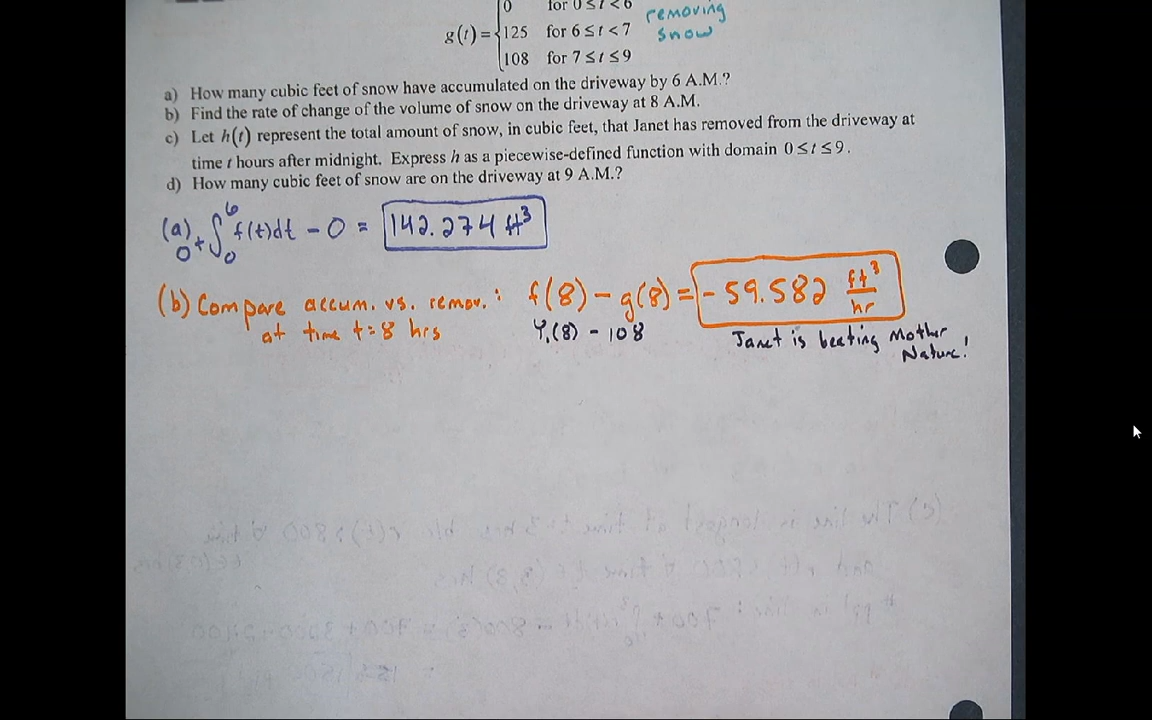 0 for 0 ≤ t < 6
g(t) = { 125 for 6 ≤ t < 7
108 for 7 ≤ t ≤ 9
removing
snow
a) How many cubic feet of snow have accumulated on the driveway by 6 A.M.?
b) Find the rate of change of the volume of snow on the driveway at 8 A.M.
c) Let h(t) represent the total amount of snow, in cubic feet, that Janet has removed from the driveway at
time t hours after midnight. Express h as a piecewise-defined function with domain 0 ≤ t ≤ 9.
d) How many cubic feet of snow are on the driveway at 9 A.M.?
(a) 0 + ∫₀⁶ f(t)dt - 0 = 142.274 ft³
(b) Compare accum. vs. remov.: f(8) - g(8) = -59.582 ft³/hr
at time t=8 hrs Y₁(8) - 108
Janet is beating Mother
Nature!